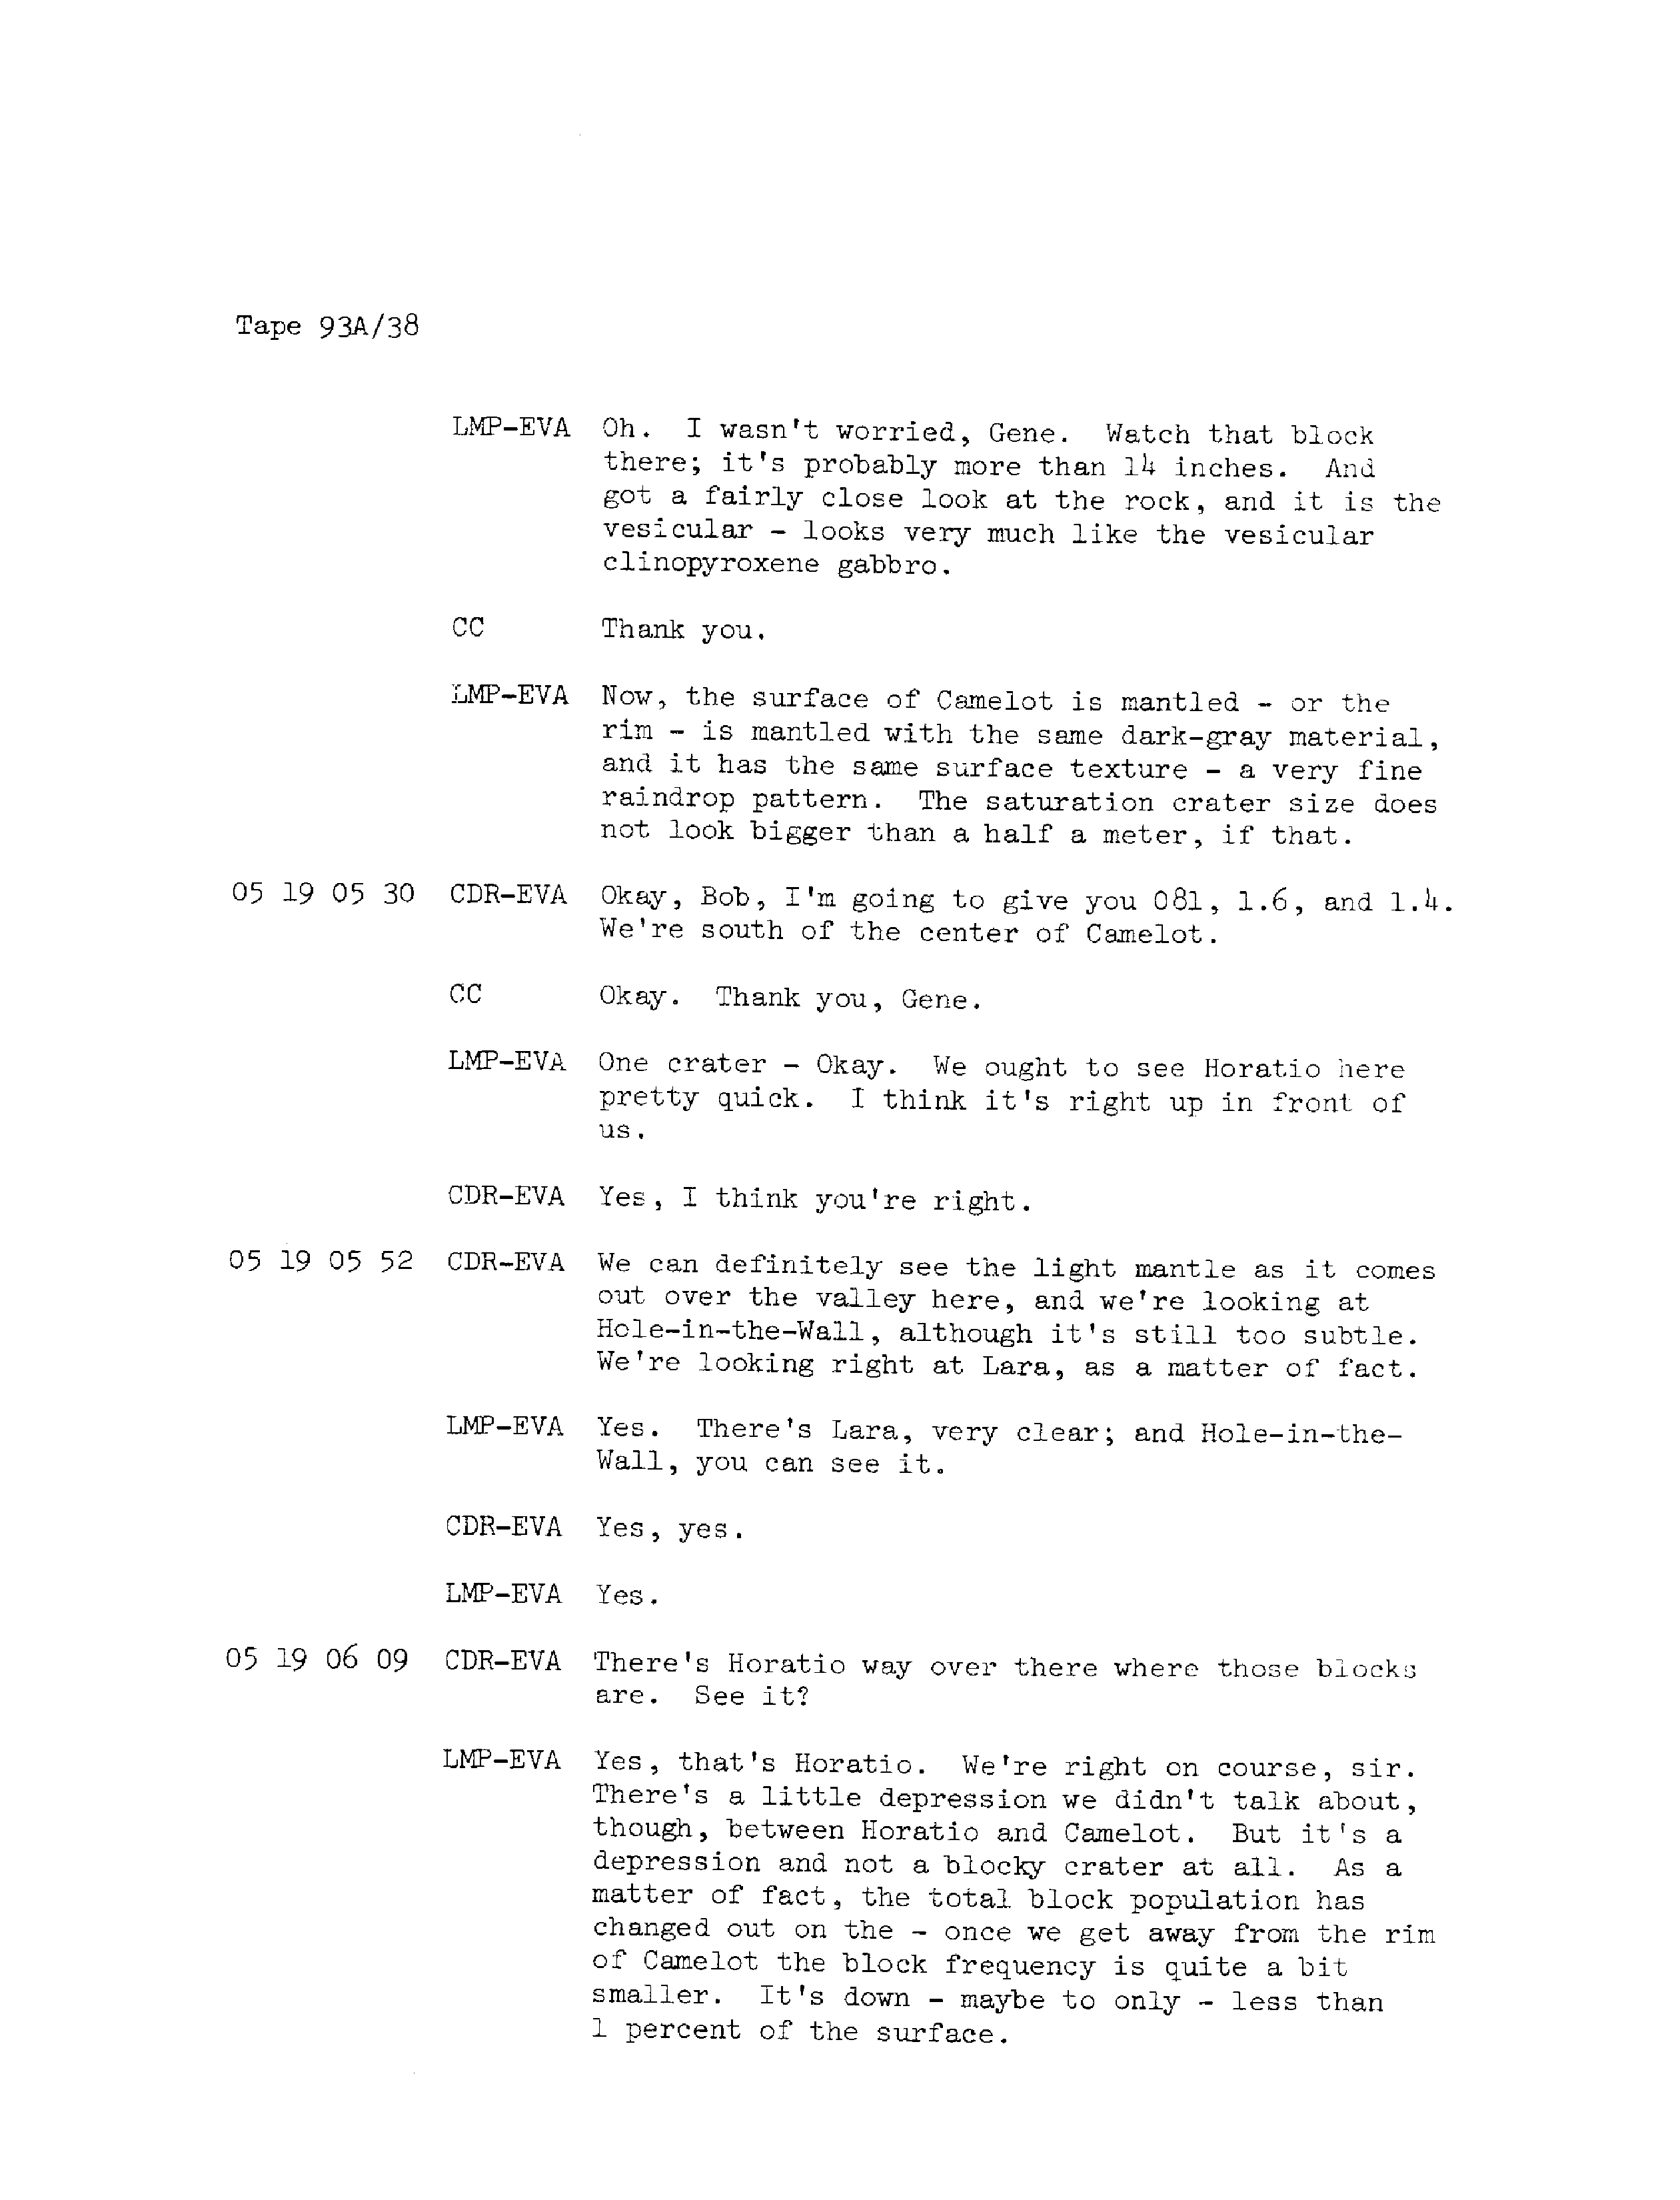 Tape 93A/38
LMP-EVA Oh. I wasn't worried, Gene. Watch that block
there; it's probably more than 14 inches. And
got a fairly close look at the rock, and it is the
vesicular - looks very much like the vesicular
clinopyroxene gabbro.
CC Thank you.
LMP-EVA Now, the surface of Camelot is mantled - or the
rim - is mantled with the same dark-gray material,
and it has the same surface texture - a very fine
raindrop pattern. The saturation crater size does
not look bigger than a half a meter, if that.
05 19 05 30 CDR-EVA Okay, Bob, I'm going to give you 081, 1.6, and 1.4.
We're south of the center of Camelot.
CC Okay. Thank you, Gene.
LMP-EVA One crater - Okay. We ought to see Horatio here
pretty quick. I think it's right up in front of
us.
CDR-EVA Yes, I think you're right.
05 19 05 52 CDR-EVA We can definitely see the light mantle as it comes
out over the valley here, and we're looking at
Hole-in-the-Wall, although it's still too subtle.
We're looking right at Lara, as a matter of fact.
LMP-EVA Yes. There's Lara, very clear; and Hole-in-the-
Wall, you can see it.
CDR-EVA Yes, yes.
LMP-EVA Yes.
05 19 06 09 CDR-EVA There's Horatio way over there where those blocks
are. See it?
LMP-EVA Yes, that's Horatio. We're right on course, sir.
There's a little depression we didn't talk about,
though, between Horatio and Camelot. But it's a
depression and not a blocky crater at all. As a
matter of fact, the total block population has
changed out on the - once we get away from the rim
of Camelot the block frequency is quite a bit
smaller. It's down - maybe to only - less than
1 percent of the surface.